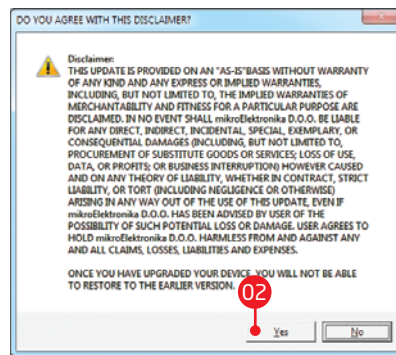 DO YOU AGREE WITH THIS DISCLAIMER?
Disclaimer:
THIS UPDATE IS PROVIDED ON AN "AS-IS"BASIS WITHOUT WARRANTY
OF ANY KIND AND ANY EXPRESS OR IMPLIED WARRANTIES,
INCLUDING, BUT NOT LIMITED TO, THE IMPLIED WARRANTIES OF
MERCHANTABILITY AND FITNESS FOR A PARTICULAR PURPOSE ARE
DISCLAIMED. IN NO EVENT SHALL mikroElektronika D.O.O. BE LIABLE
FOR ANY DIRECT, INDIRECT, INCIDENTAL, SPECIAL, EXEMPLARY, OR
CONSEQUENTIAL DAMAGES (INCLUDING, BUT NOT LIMITED TO,
PROCUREMENT OF SUBSTITUTE GOODS OR SERVICES; LOSS OF USE,
DATA, OR PROFITS; OR BUSINESS INTERRUPTION) HOWEVER CAUSED
AND ON ANY THEORY OF LIABILITY, WHETHER IN CONTRACT, STRICT
LIABILITY, OR TORT (INCLUDING NEGLIGENCE OR OTHERWISE)
ARISING IN ANY WAY OUT OF THE USE OF THIS UPDATE, EVEN IF
mikroElektronika D.O.O. HAS BEEN ADVISED BY USER OF THE
POSSIBILITY OF SUCH POTENTIAL LOSS OR DAMAGE. USER AGREES TO
HOLD mikroElektronika D.O.O. HARMLESS FROM AND AGAINST ANY
AND ALL CLAIMS, LOSSES, LIABILITIES AND EXPENSES.
ONCE YOU HAVE UPGRADED YOUR DEVICE, YOU WILL NOT BE ABLE
TO RESTORE TO THE EARLIER VERSION.
02
Yes No